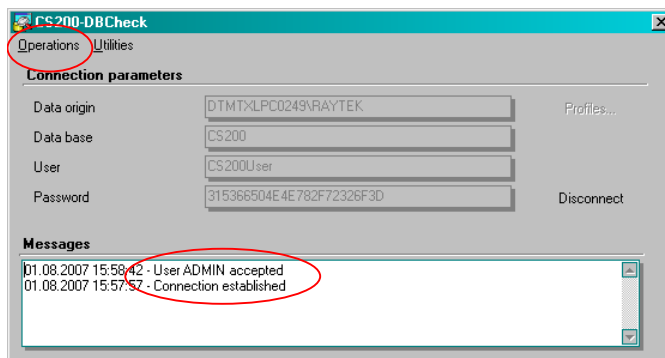 CS200-DBCheck
Operations Utilities
Connection parameters
Data origin DTMTXLPC0249\RAYTEK Profiles...
Data base CS200
User CS200User
Password 315366504E4E782F72326F3D Disconnect
Messages
01.08.2007 15:58:42 - User ADMIN accepted
01.08.2007 15:57:57 - Connection established